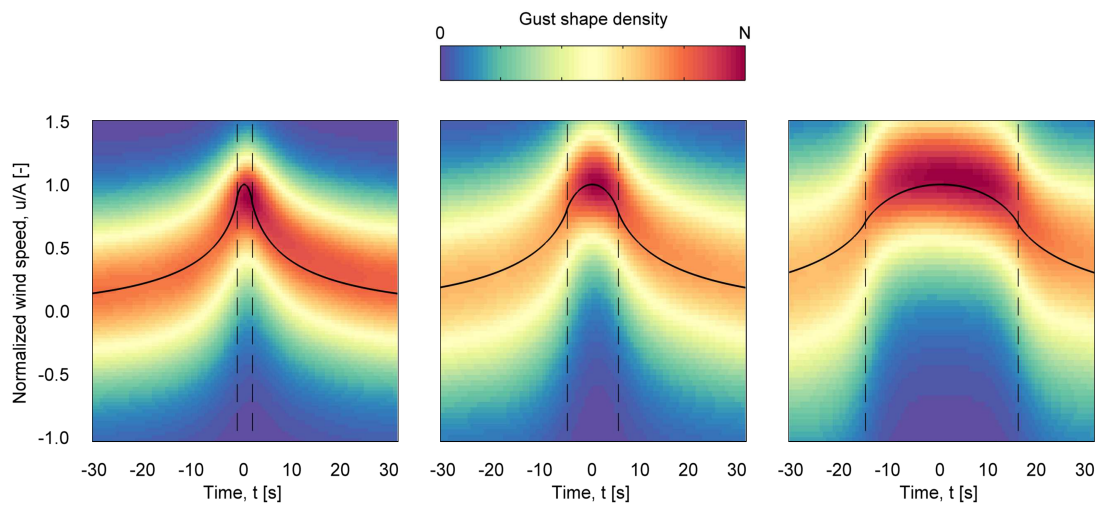 Gust shape density
0 N
Normalized wind speed, u/A [-]
1.5
1.0
0.5
0.0
-0.5
-1.0
-30 -20 -10 0 10 20 30
Time, t [s]
-30 -20 -10 0 10 20 30
Time, t [s]
-30 -20 -10 0 10 20 30
Time, t [s]